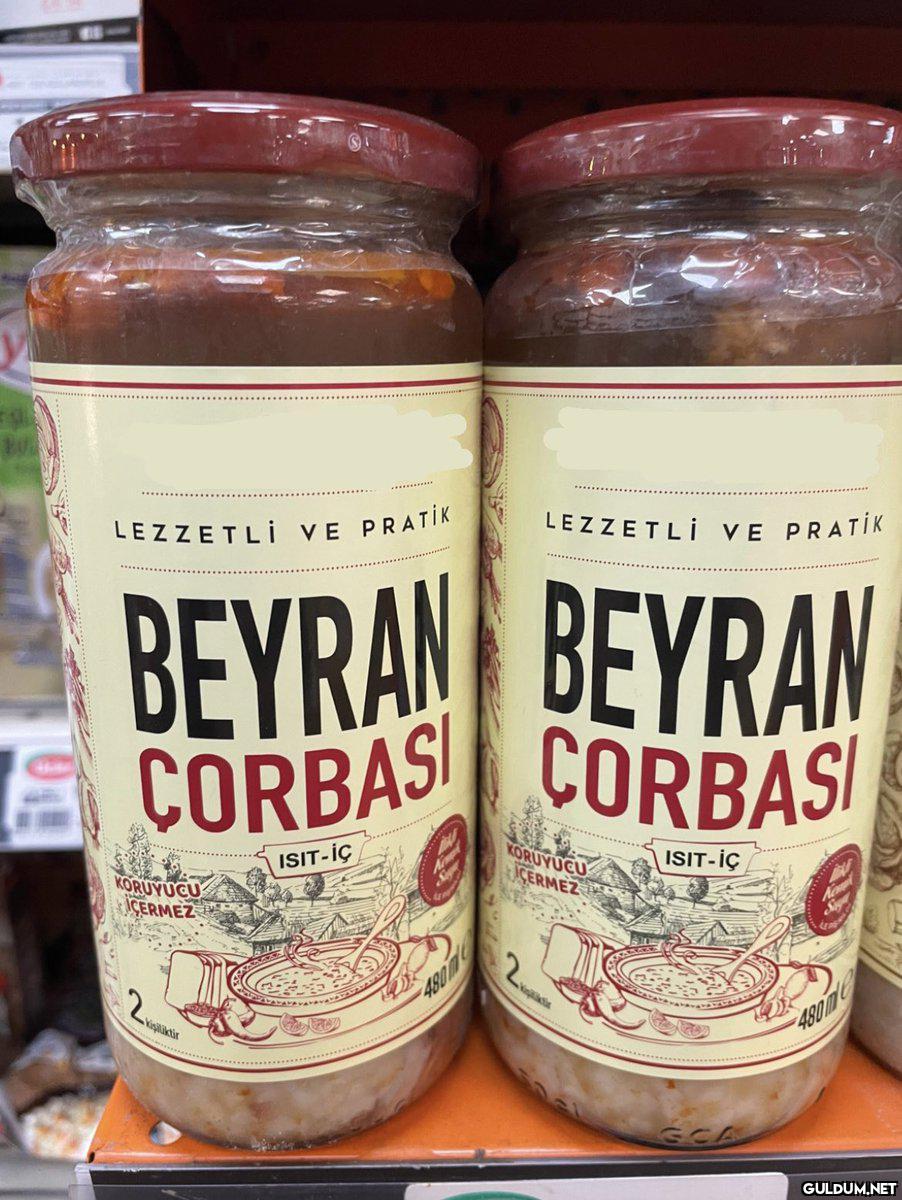 LEZZETLİ VE PRATİK
BEYRAN
ÇORBASI
ISIT-İÇ
KORUYUCU
İÇERMEZ
2 kişiliktir
480 ml e
LEZZETLİ VE PRATİK
BEYRAN
ÇORBASI
ISIT-İÇ
KORUYUCU
İÇERMEZ
2 kişiliktir
480 ml e
GCA
GULDUM.NET